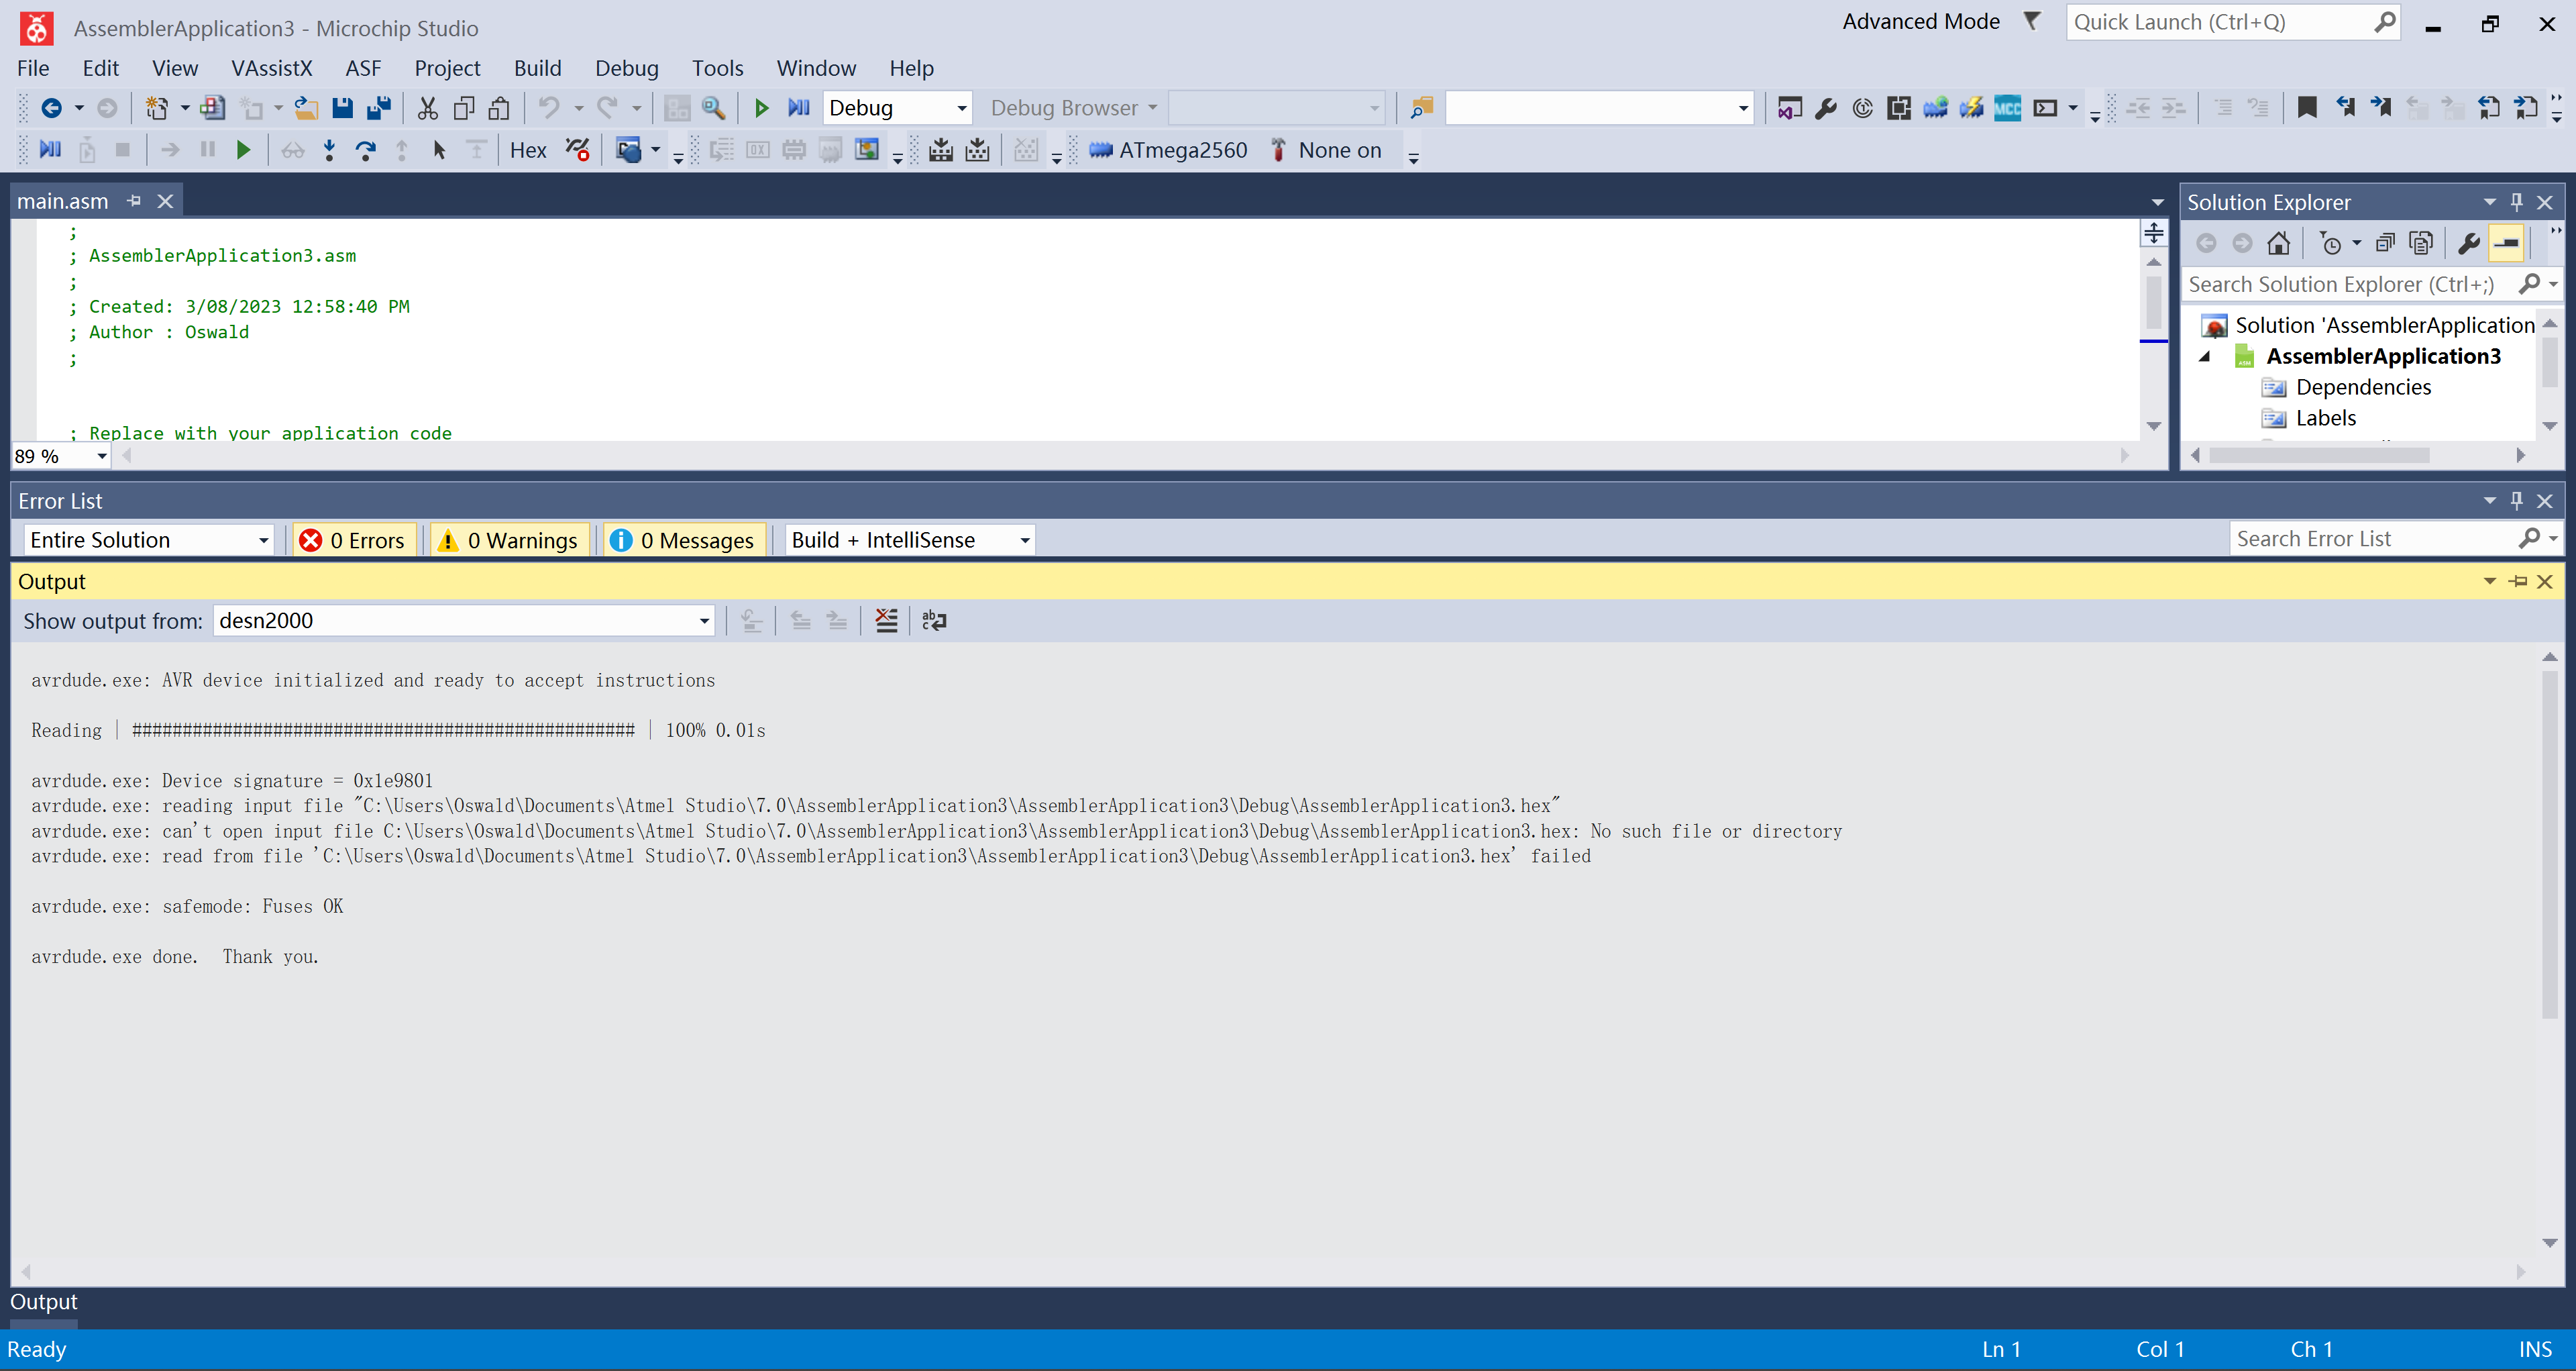 AssemblerApplication3 - Microchip Studio
Advanced Mode
Quick Launch (Ctrl+Q)
File Edit View VAssistX ASF Project Build Debug Tools Window Help
Debug Debug Browser MCC
Hex ATmega2560 None on
main.asm
;
; AssemblerApplication3.asm
;
; Created: 3/08/2023 12:58:40 PM
; Author : Oswald
;
; Replace with your application code
89 %
Solution Explorer
Search Solution Explorer (Ctrl+;)
Solution 'AssemblerApplication
AssemblerApplication3
Dependencies
Labels
Error List
Entire Solution 0 Errors 0 Warnings 0 Messages Build + IntelliSense Search Error List
Output
Show output from: desn2000
avrdude.exe: AVR device initialized and ready to accept instructions
Reading | ################################################## | 100% 0.01s
avrdude.exe: Device signature = 0x1e9801
avrdude.exe: reading input file "C:\Users\Oswald\Documents\Atmel Studio\7.0\AssemblerApplication3\AssemblerApplication3\Debug\AssemblerApplication3.hex"
avrdude.exe: can't open input file C:\Users\Oswald\Documents\Atmel Studio\7.0\AssemblerApplication3\AssemblerApplication3\Debug\AssemblerApplication3.hex: No such file or directory
avrdude.exe: read from file 'C:\Users\Oswald\Documents\Atmel Studio\7.0\AssemblerApplication3\AssemblerApplication3\Debug\AssemblerApplication3.hex' failed
avrdude.exe: safemode: Fuses OK
avrdude.exe done.  Thank you.
Output
Ready Ln 1 Col 1 Ch 1 INS